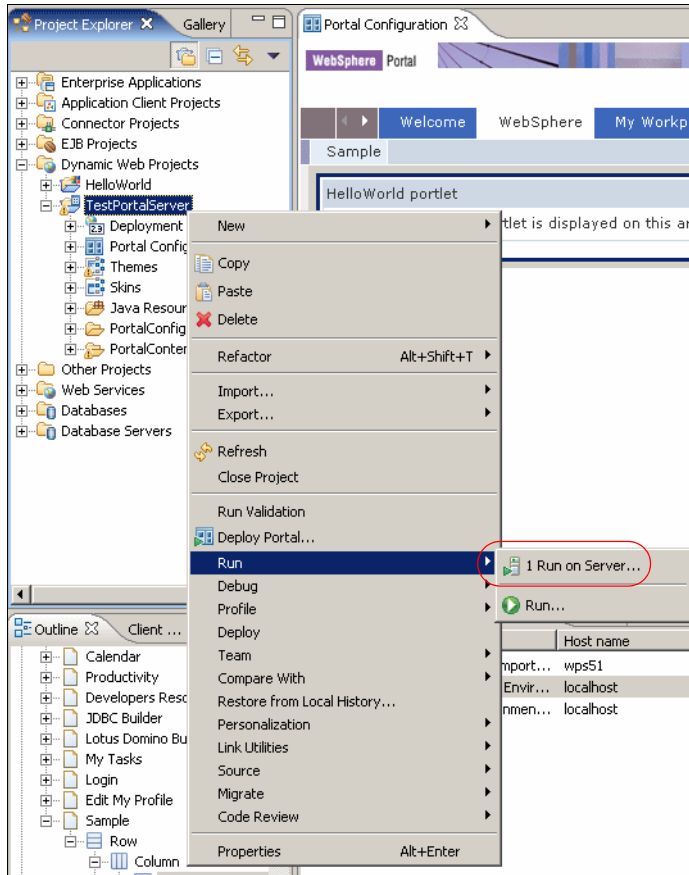 Project Explorer
Gallery
Enterprise Applications
Application Client Projects
Connector Projects
EJB Projects
Dynamic Web Projects
HelloWorld
TestPortalServer
Deployment
Portal Config
Themes
Skins
Java Resour
PortalConfig
PortalConten
Other Projects
Web Services
Databases
Database Servers
Portal Configuration
WebSphere Portal
Welcome
WebSphere
My Workp
Sample
HelloWorld portlet
tlet is displayed on this ar
New
Copy
Paste
Delete
Refactor Alt+Shift+T
Import...
Export...
Refresh
Close Project
Run Validation
Deploy Portal...
Run
Debug
Profile
Deploy
Team
Compare With
Restore from Local History...
Personalization
Link Utilities
Source
Migrate
Code Review
Properties Alt+Enter
1 Run on Server...
Run...
Host name
mport... wps51
Envir... localhost
nmen... localhost
Outline
Client ...
Calendar
Productivity
Developers Reso
JDBC Builder
Lotus Domino Bu
My Tasks
Login
Edit My Profile
Sample
Row
Column